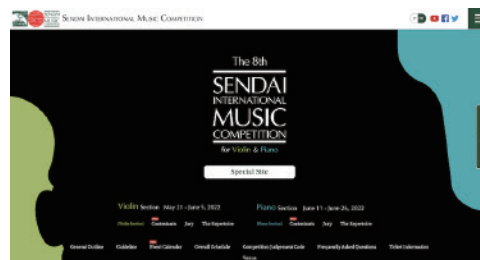 SENDAI INTERNATIONAL MUSIC COMPETITION
The 8th
SENDAI
INTERNATIONAL
MUSIC
COMPETITION
for Violin & Piano
Special Site
Violin Section May 21 - June 5, 2022
Piano Section June 11 - June 26, 2022
Contestants Jury The Repertoire
Contestants Jury The Repertoire
General Outline Guideline Event Calendar Overall Schedule Competition Judgement Code Frequently Asked Questions Ticket Information